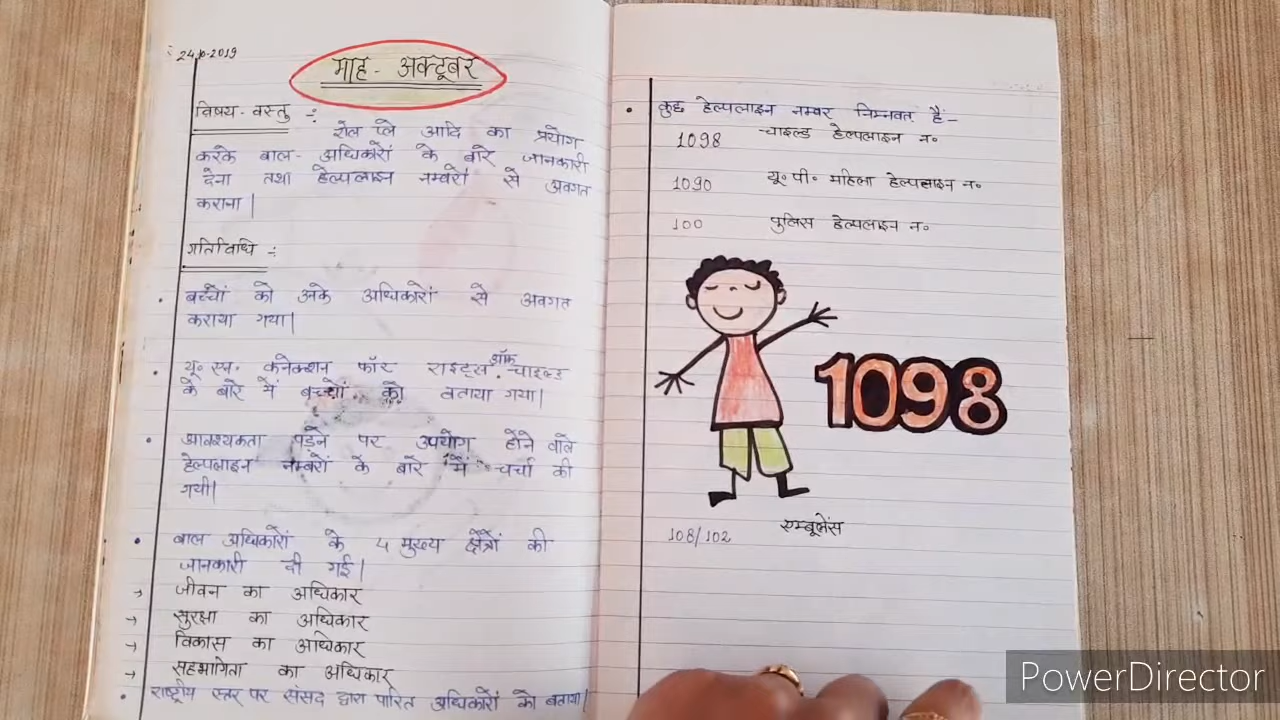 24-10-2019
माह - अक्टूबर
विषय - वस्तु :-
रोल प्ले आदि का प्रयोग
करके बाल - अधिकारों के बारे जानकारी
देना तथा हेल्पलाइन नम्बरों से अवगत
कराना |
गतिविधि :-
बच्चों को उनके अधिकारों से अवगत
कराया गया|
यू० एन० कनेक्शन फॉर राइट्स ऑफ चाइल्ड
के बारे में बच्चों को बताया गया|
आवश्यकता पड़ने पर उपयोग होने वाले
हेल्पलाइन नम्बरों के बारे में चर्चा की
गयी|
बाल अधिकारों के 4 मुख्य क्षेत्रों की
जानकारी दी गई|
→ जीवन का अधिकार
→ सुरक्षा का अधिकार
→ विकास का अधिकार
→ सहभागिता का अधिकार
राष्ट्रीय स्तर पर संसद द्वारा पारित अधिकारों को बताया|
कुछ हेल्पलाइन नम्बर निम्नवत हैं-
1098 चाइल्ड हेल्पलाइन न०
1090 यू० पी० महिला हेल्पलाइन न०
100 पुलिस हेल्पलाइन न०
1098
108/102 एम्बूलेंस
PowerDirector